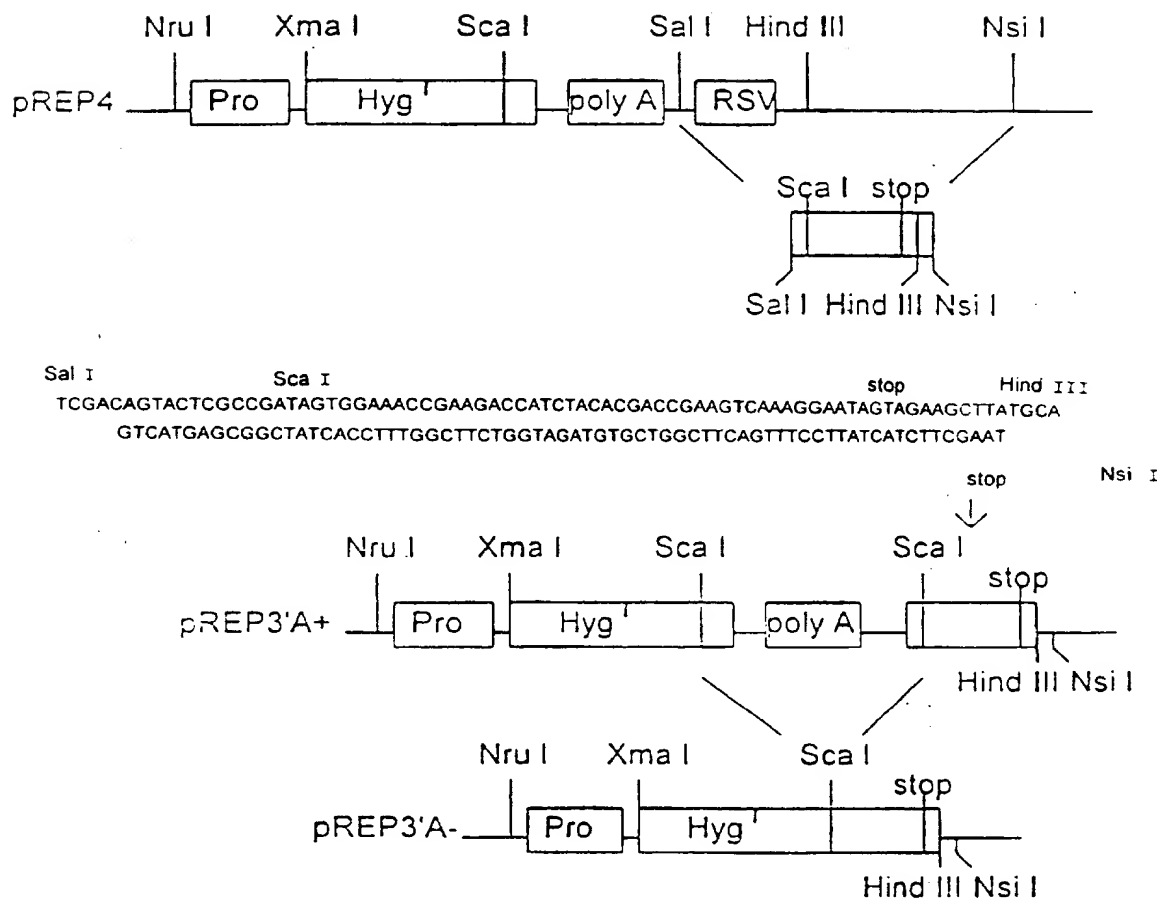 Nru I Xma I Sca I Sal I Hind III Nsi I
pREP4 Pro Hyg r poly A RSV
Sca I stop
Sal I Hind III Nsi I
Sal I Sca I stop Hind III
TCGACAGTACTCGCCGATAGTGGAAACCGAAGACCATCTACACGACCGAAGTCAAAGGAATAGTAGAAGCTTATGCA
GTCATGAGCGGCTATCACCTTTGGCTTCTGGTAGATGTGCTGGCTTCAGTTTCCTTATCATCTTCGAAT
stop Nsi I
Nru I Xma I Sca I Sca I stop
pREP3'A+ Pro Hyg r poly A
Hind III Nsi I
Nru I Xma I Sca I stop
pREP3'A- Pro Hyg r
Hind III Nsi I